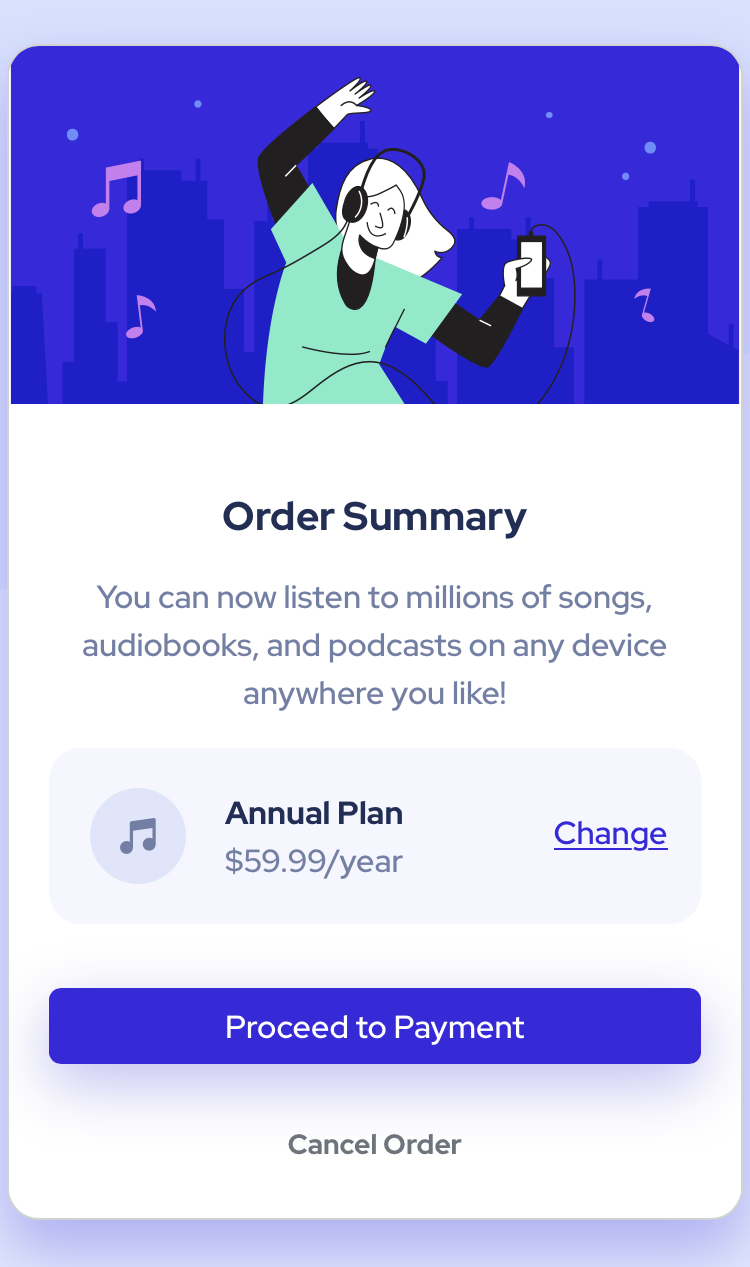 Order Summary
You can now listen to millions of songs,
audiobooks, and podcasts on any device
anywhere you like!
Annual Plan
$59.99/year
Change
Proceed to Payment
Cancel Order